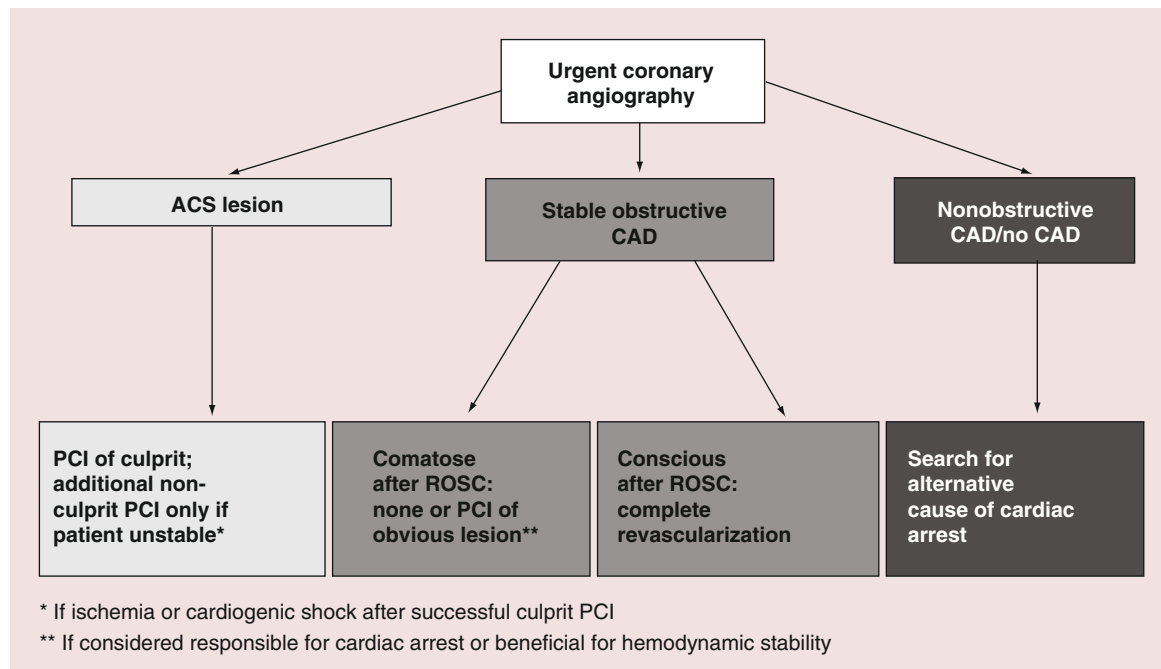 Urgent coronary
angiography
ACS lesion
Stable obstructive
CAD
Nonobstructive
CAD/no CAD
PCI of culprit;
additional non-
culprit PCI only if
patient unstable*
Comatose
after ROSC:
none or PCI of
obvious lesion**
Conscious
after ROSC:
complete
revascularization
Search for
alternative
cause of cardiac
arrest
* If ischemia or cardiogenic shock after successful culprit PCI
** If considered responsible for cardiac arrest or beneficial for hemodynamic stability